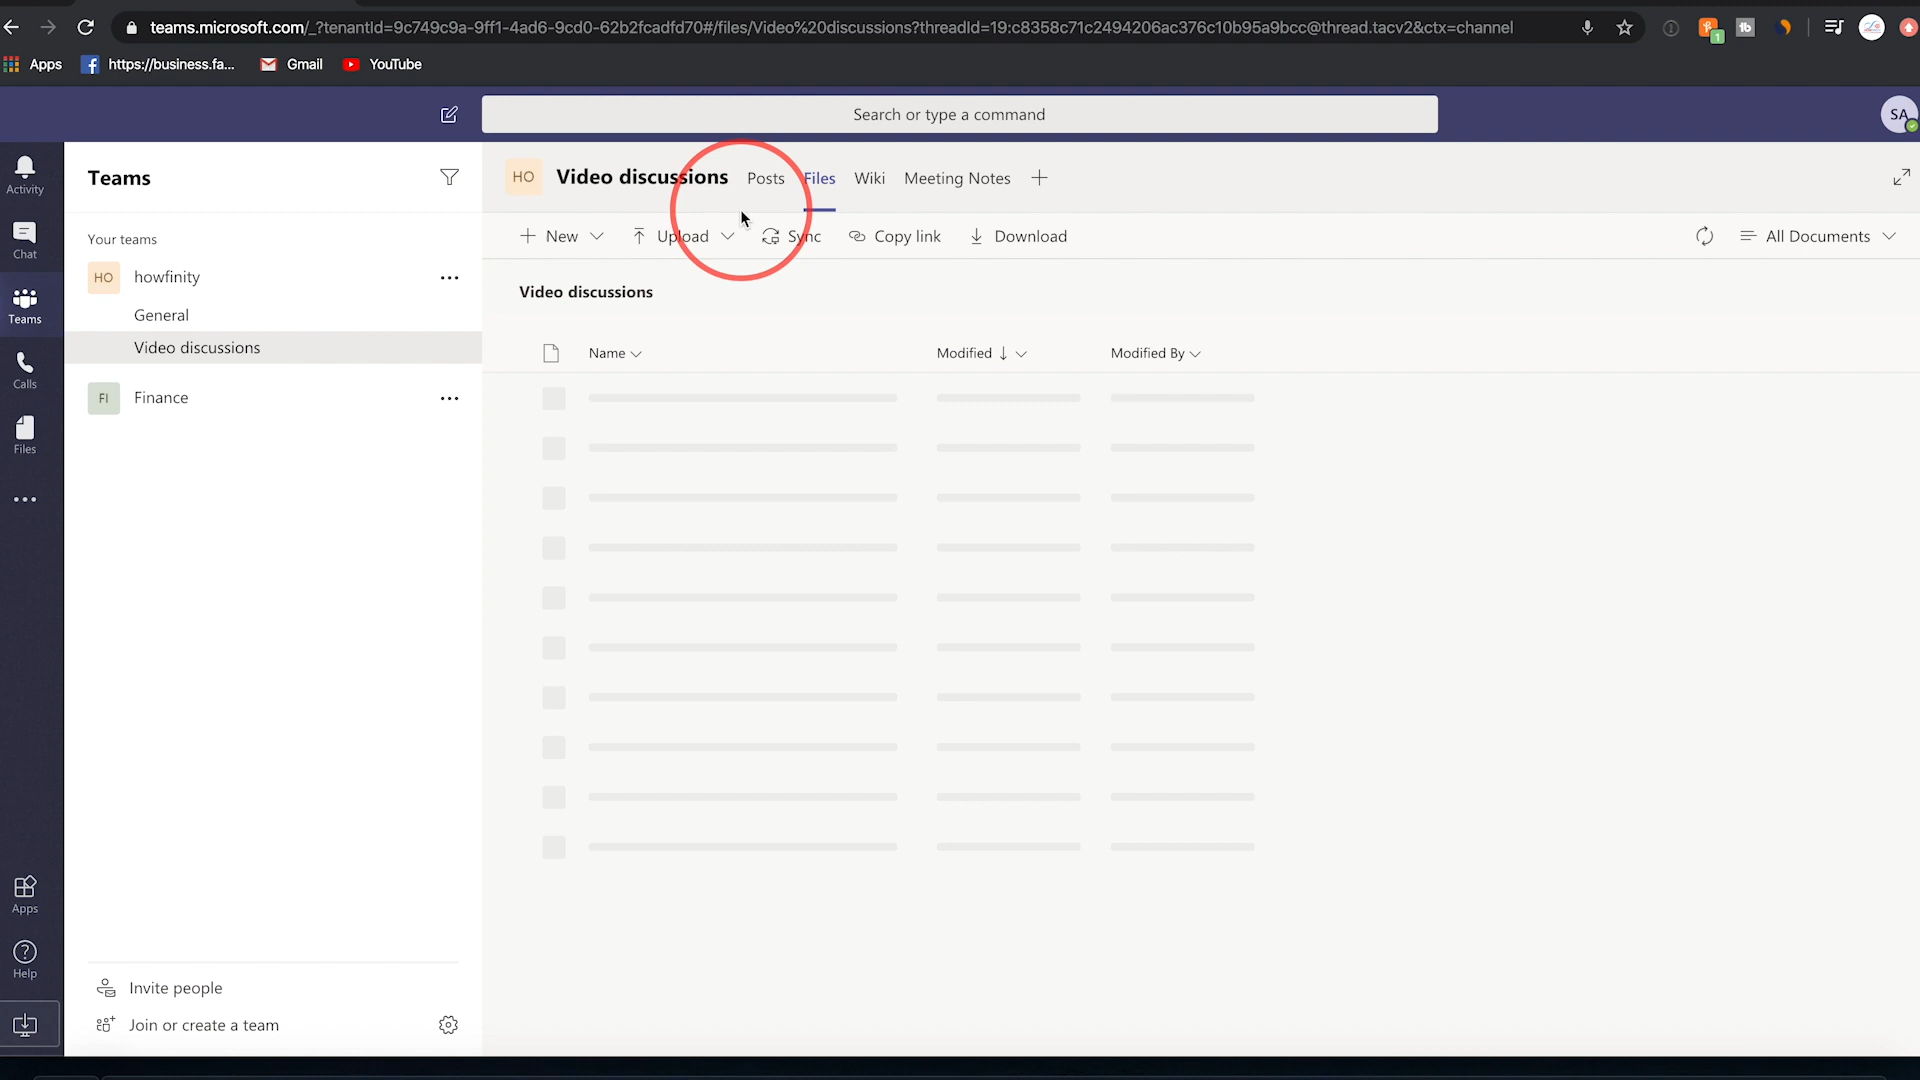 teams.microsoft.com/_?tenantId=9c749c9a-9ff1-4ad6-9cd0-62b2fcadfd70#/files/Video%20discussions?threadId=19:c8358c71c2494206ac376c10b95a9bcc@thread.tacv2&ctx=channel
1
tb
Apps
https://business.fa...
Gmail
YouTube
Search or type a command
SA
Activity
Chat
Teams
Calls
Files
Apps
Help
Teams
Your teams
HO howfinity
General
Video discussions
FI Finance
Invite people
Join or create a team
HO Video discussions Posts Files Wiki Meeting Notes
New Upload Sync Copy link Download All Documents
Video discussions
Name Modified Modified By